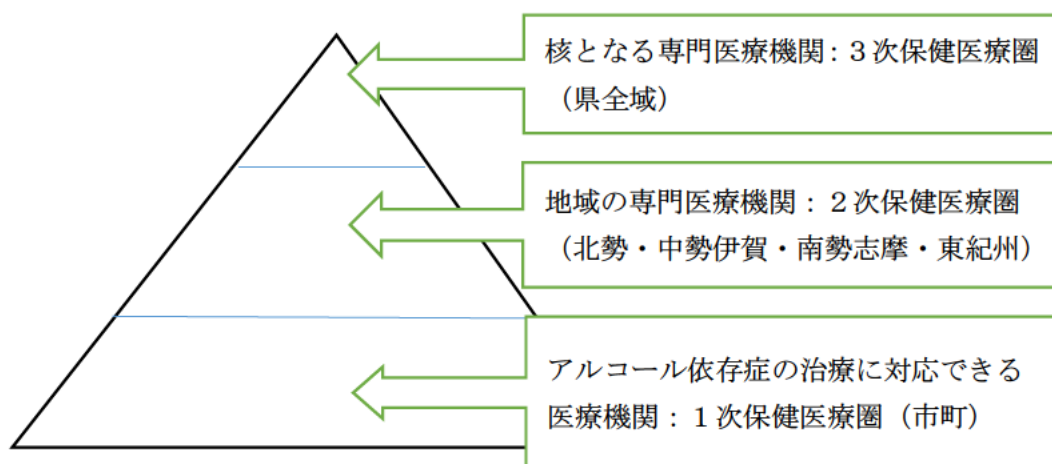 核となる専門医療機関：３次保健医療圏
（県全域）
地域の専門医療機関：２次保健医療圏
（北勢・中勢伊賀・南勢志摩・東紀州）
アルコール依存症の治療に対応できる
医療機関：１次保健医療圏（市町）